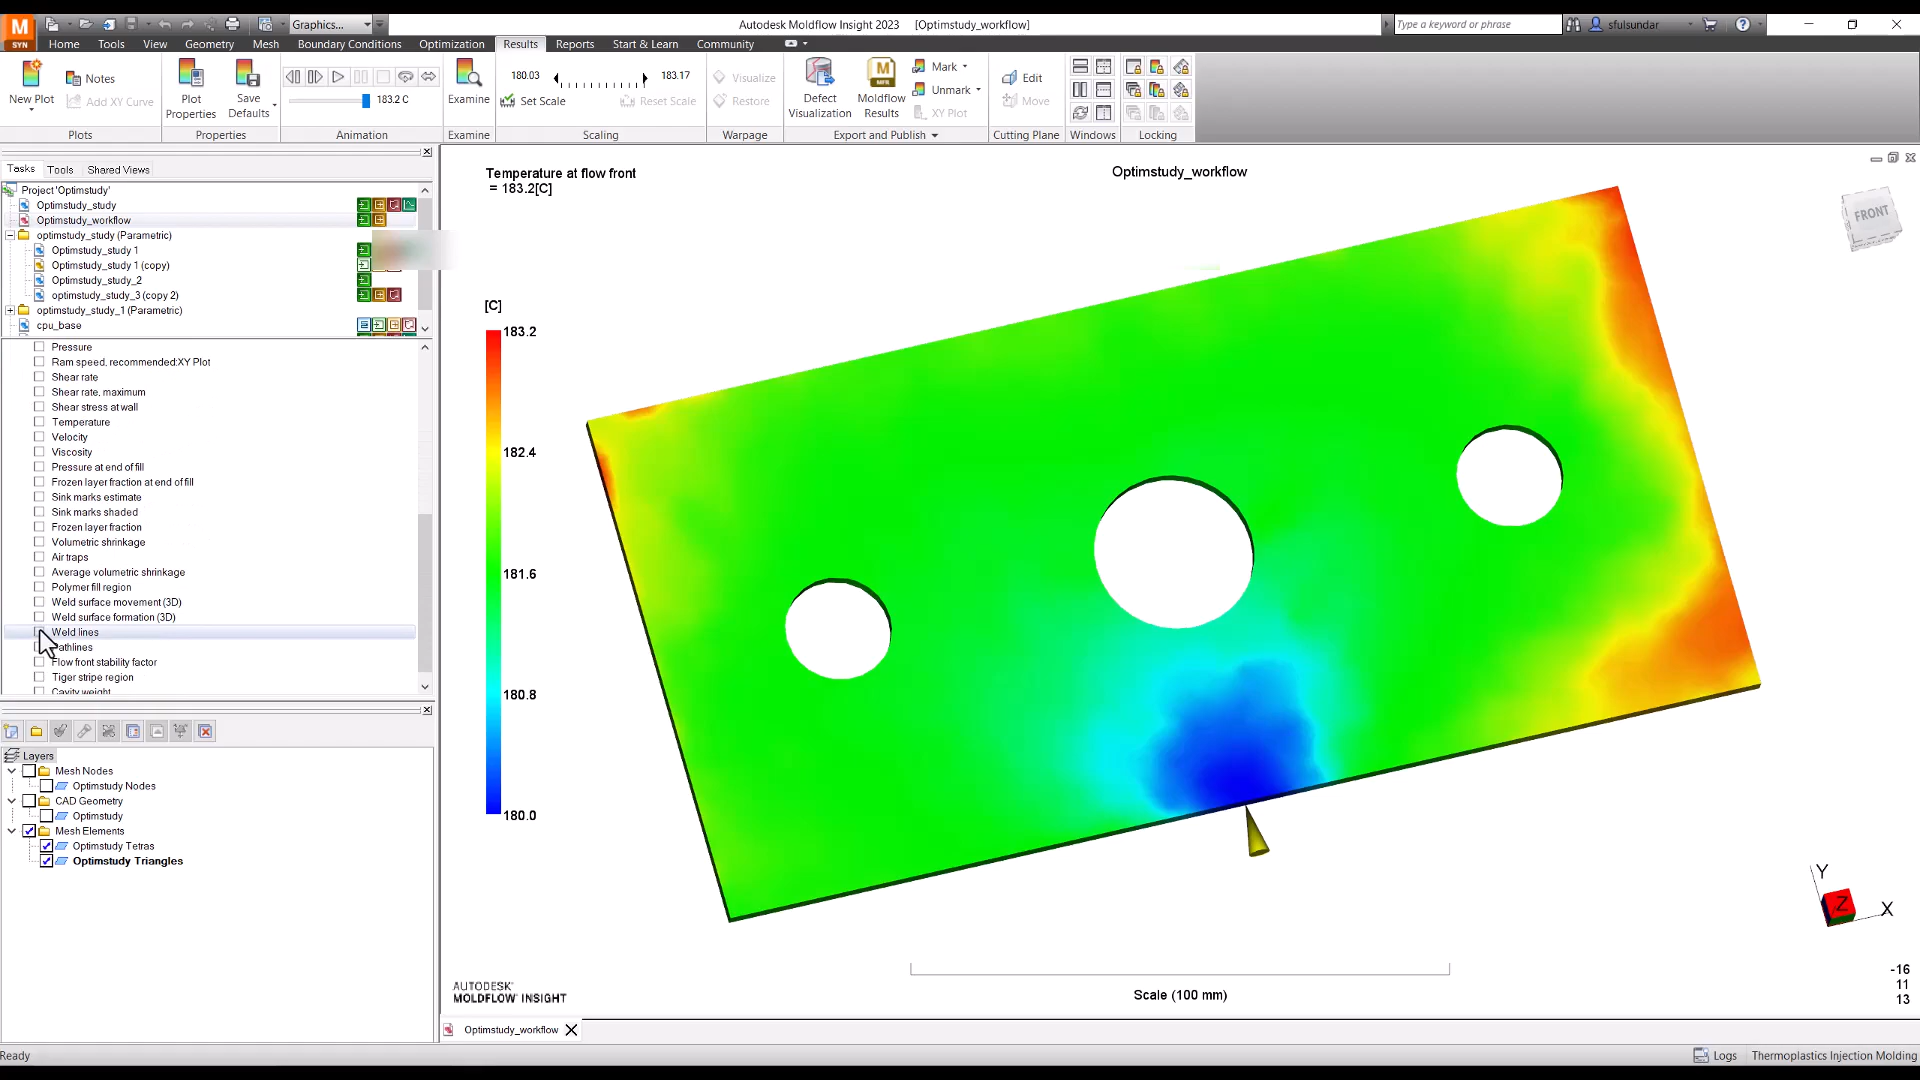 M
SYN
Graphics...
Autodesk Moldflow Insight 2023 [Optimstudy_workflow]
Type a keyword or phrase
sfulsundar
Home Tools View Geometry Mesh Boundary Conditions Optimization Results Reports Start & Learn Community
New Plot
Notes
Add XY Curve
Plot Properties
Save Defaults
183.2 C
Examine
180.03 183.17
Set Scale
Reset Scale
Visualize
Restore
Defect Visualization
Moldflow Results
Mark
Unmark
XY Plot
Edit
Move
Plots Properties Animation Examine Scaling Warpage Export and Publish Cutting Plane Windows Locking
Tasks Tools Shared Views
Project 'Optimstudy'
Optimstudy_study
Optimstudy_workflow
optimstudy_study (Parametric)
Optimstudy_study 1
Optimstudy_study 1 (copy)
Optimstudy_study_2
optimstudy_study_3 (copy 2)
optimstudy_study_1 (Parametric)
cpu_base
Pressure
Ram speed, recommended:XY Plot
Shear rate
Shear rate, maximum
Shear stress at wall
Temperature
Velocity
Viscosity
Pressure at end of fill
Frozen layer fraction at end of fill
Sink marks estimate
Sink marks shaded
Frozen layer fraction
Volumetric shrinkage
Air traps
Average volumetric shrinkage
Polymer fill region
Weld surface movement (3D)
Weld surface formation (3D)
Weld lines
athlines
Flow front stability factor
Tiger stripe region
Cavity weight
Layers
Mesh Nodes
Optimstudy Nodes
CAD Geometry
Optimstudy
Mesh Elements
Optimstudy Tetras
Optimstudy Triangles
Temperature at flow front
= 183.2[C]
Optimstudy_workflow
FRONT
[C]
183.2
182.4
181.6
180.8
180.0
Y
Z
X
-16
11
13
AUTODESK
MOLDFLOW INSIGHT
Scale (100 mm)
Optimstudy_workflow
Ready
Logs
Thermoplastics Injection Molding